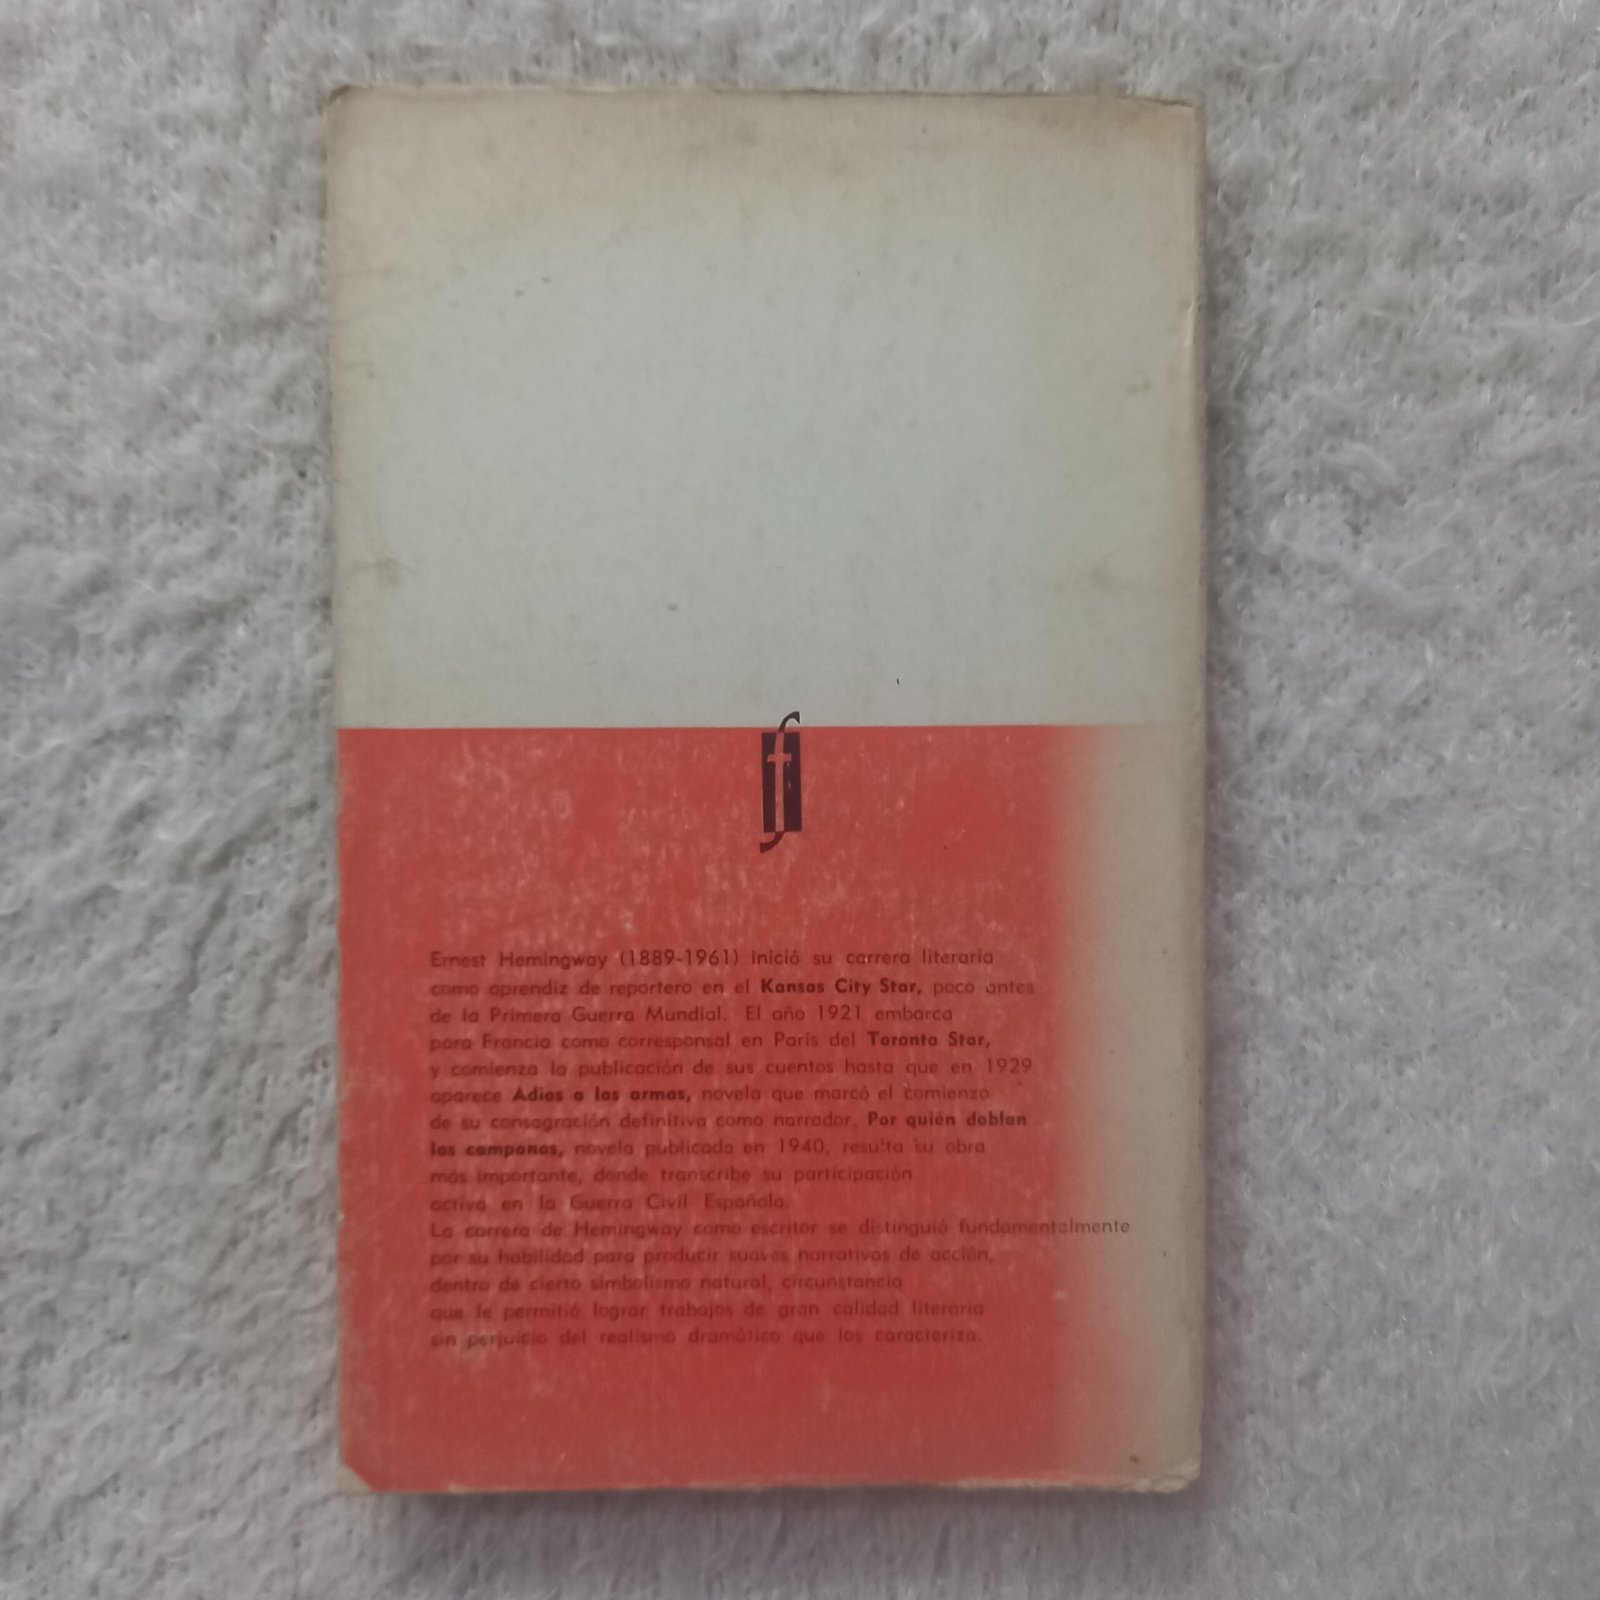 f
Ernest Hemingway (1889-1961) inició su carrera literaria
como aprendiz de reportero en el Kansas City Star, poco antes
de la Primera Guerra Mundial. El año 1921 embarca
para Francia como corresponsal en París del Toronto Star,
y comienza la publicación de sus cuentos hasta que en 1929
aparece Adios a las armas, novela que marcó el comienzo
de su consagración definitiva como narrador. Por quién doblan
las campanas, novela publicada en 1940, resulta su obra
más importante, donde transcribe su participación
activa en la Guerra Civil Española.
La carrera de Hemingway como escritor se distinguió fundamentalmente
por su habilidad para producir suaves narrativas de acción,
dentro de cierto simbolismo natural, circunstancia
que le permitió lograr trabajos de gran calidad literaria
sin perjuicio del realismo dramático que los caracteriza.